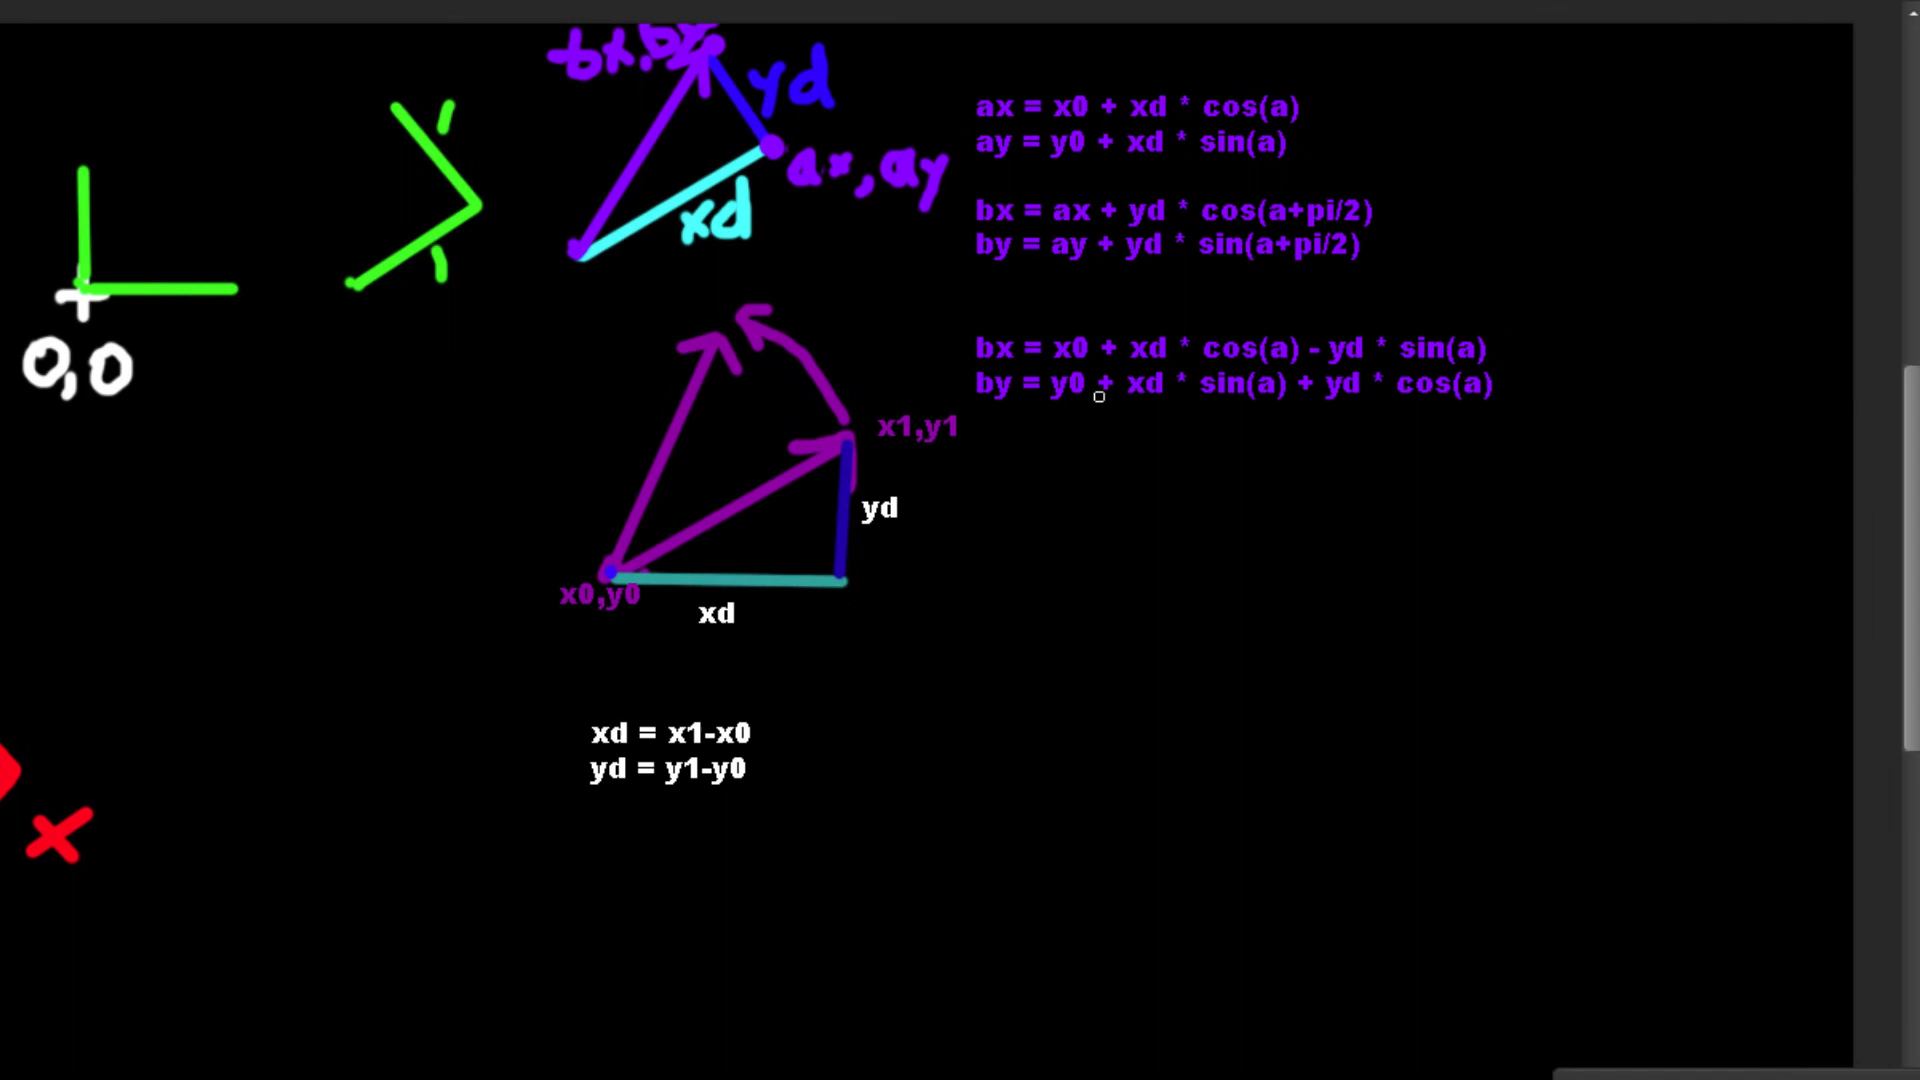 bx,by
yd
ax,ay
xd
ax = x0 + xd * cos(a)
ay = y0 + xd * sin(a)
bx = ax + yd * cos(a+pi/2)
by = ay + yd * sin(a+pi/2)
0,0
bx = x0 + xd * cos(a) - yd * sin(a)
by = y0 + xd * sin(a) + yd * cos(a)
x1,y1
yd
x0,y0
xd
xd = x1-x0
yd = y1-y0
x